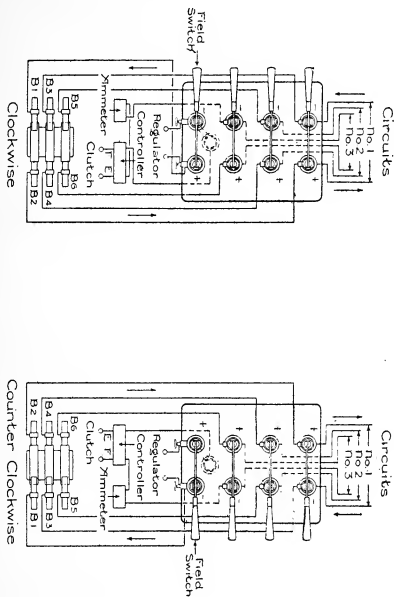 Circuits
No.1
No.2
No.3
- +
- +
- +
- +
Field
Switch
Regulator
Controller
Ammeter
F E
Clutch
B5 B6
B3 B4
B1 B2
Clockwise
Circuits
No.1
No.2
No.3
+ -
+ -
+ -
+ -
Field
Switch
Regulator
Controller
E F
Ammeter
Clutch
B6 B5
B4 B3
B2 B1
Counter Clockwise